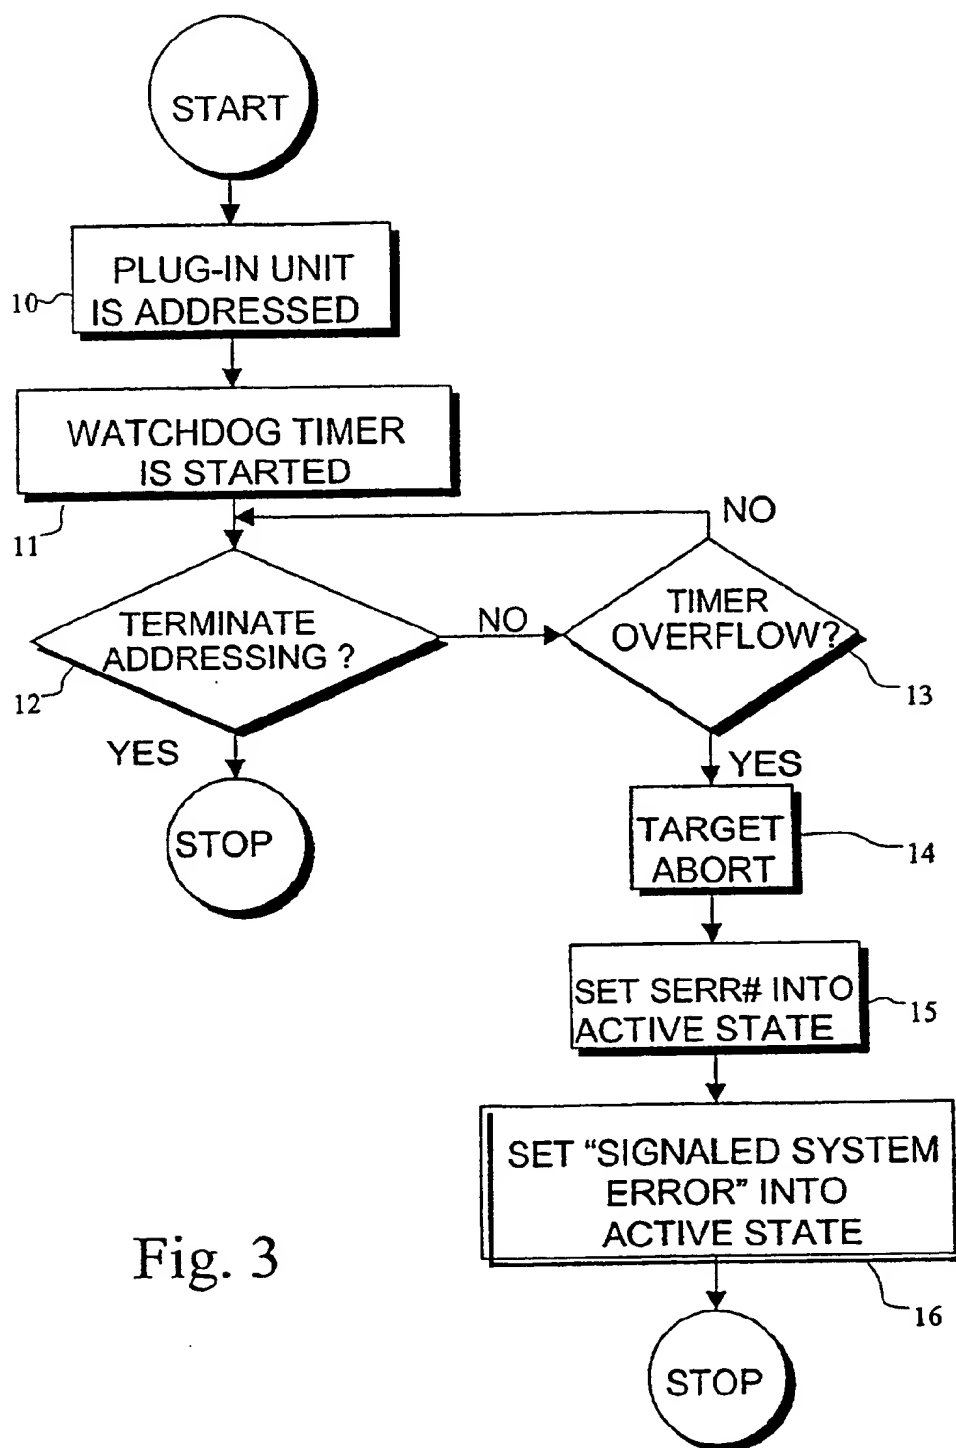 START
PLUG-IN UNIT
IS ADDRESSED
10
WATCHDOG TIMER
IS STARTED
11
NO
TERMINATE
ADDRESSING ?
12
NO
TIMER
OVERFLOW?
13
YES
STOP
YES
TARGET
ABORT
14
SET SERR# INTO
ACTIVE STATE
15
SET “SIGNALED SYSTEM
ERROR” INTO
ACTIVE STATE
16
STOP
Fig. 3